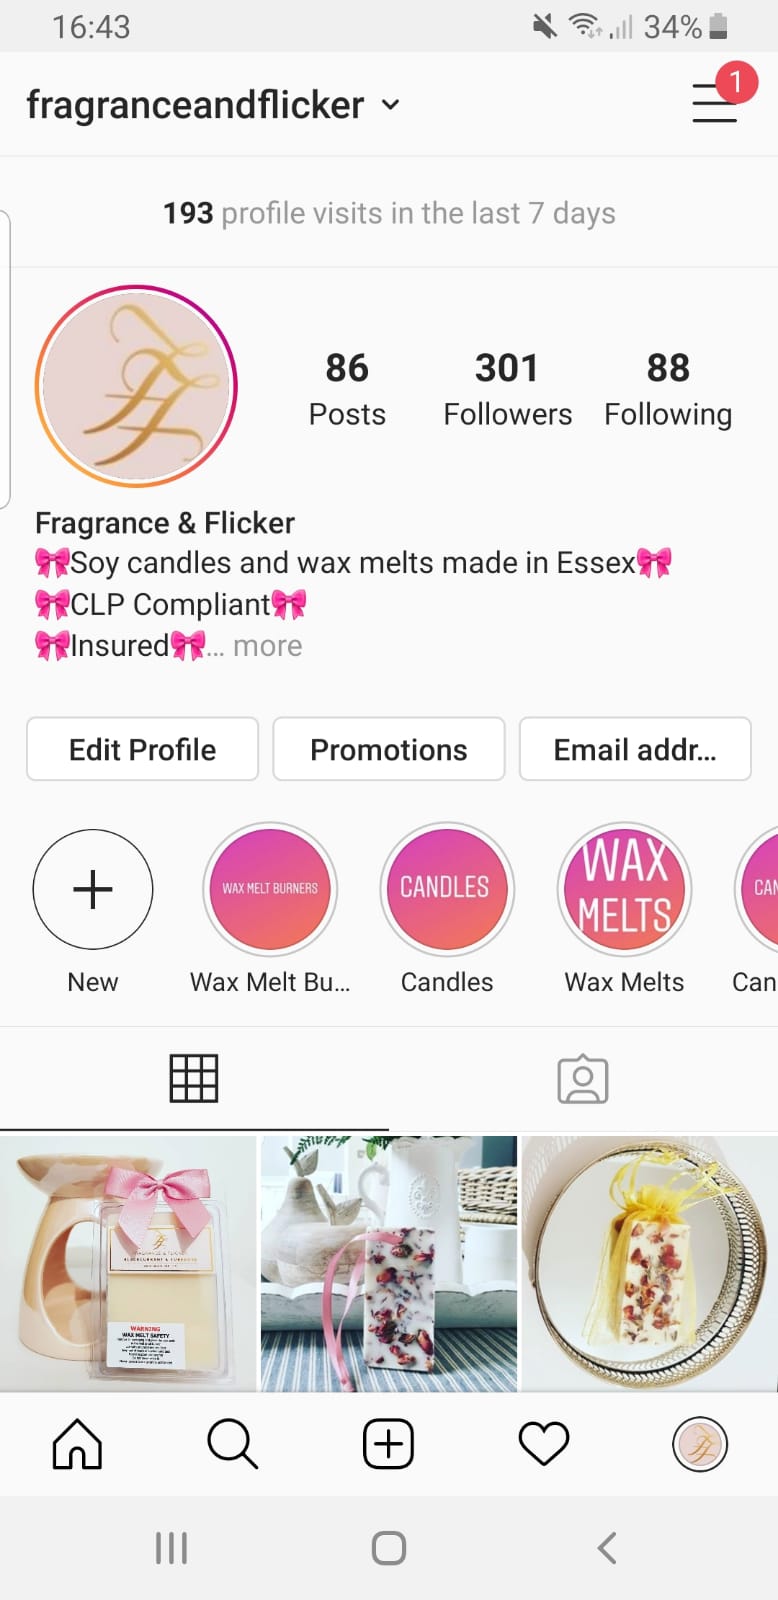 16:43
34%
fragranceandflicker
1
193 profile visits in the last 7 days
86
Posts
301
Followers
88
Following
Fragrance & Flicker
🎀Soy candles and wax melts made in Essex🎀
🎀CLP Compliant🎀
🎀Insured🎀... more
Edit Profile
Promotions
Email addr...
WAX MELT BURNERS
CANDLES
WAX
MELTS
CAN
New
Wax Melt Bu...
Candles
Wax Melts
Can
FRAGRANCE & FLICKER
WARNING
WAX MELT SAFETY